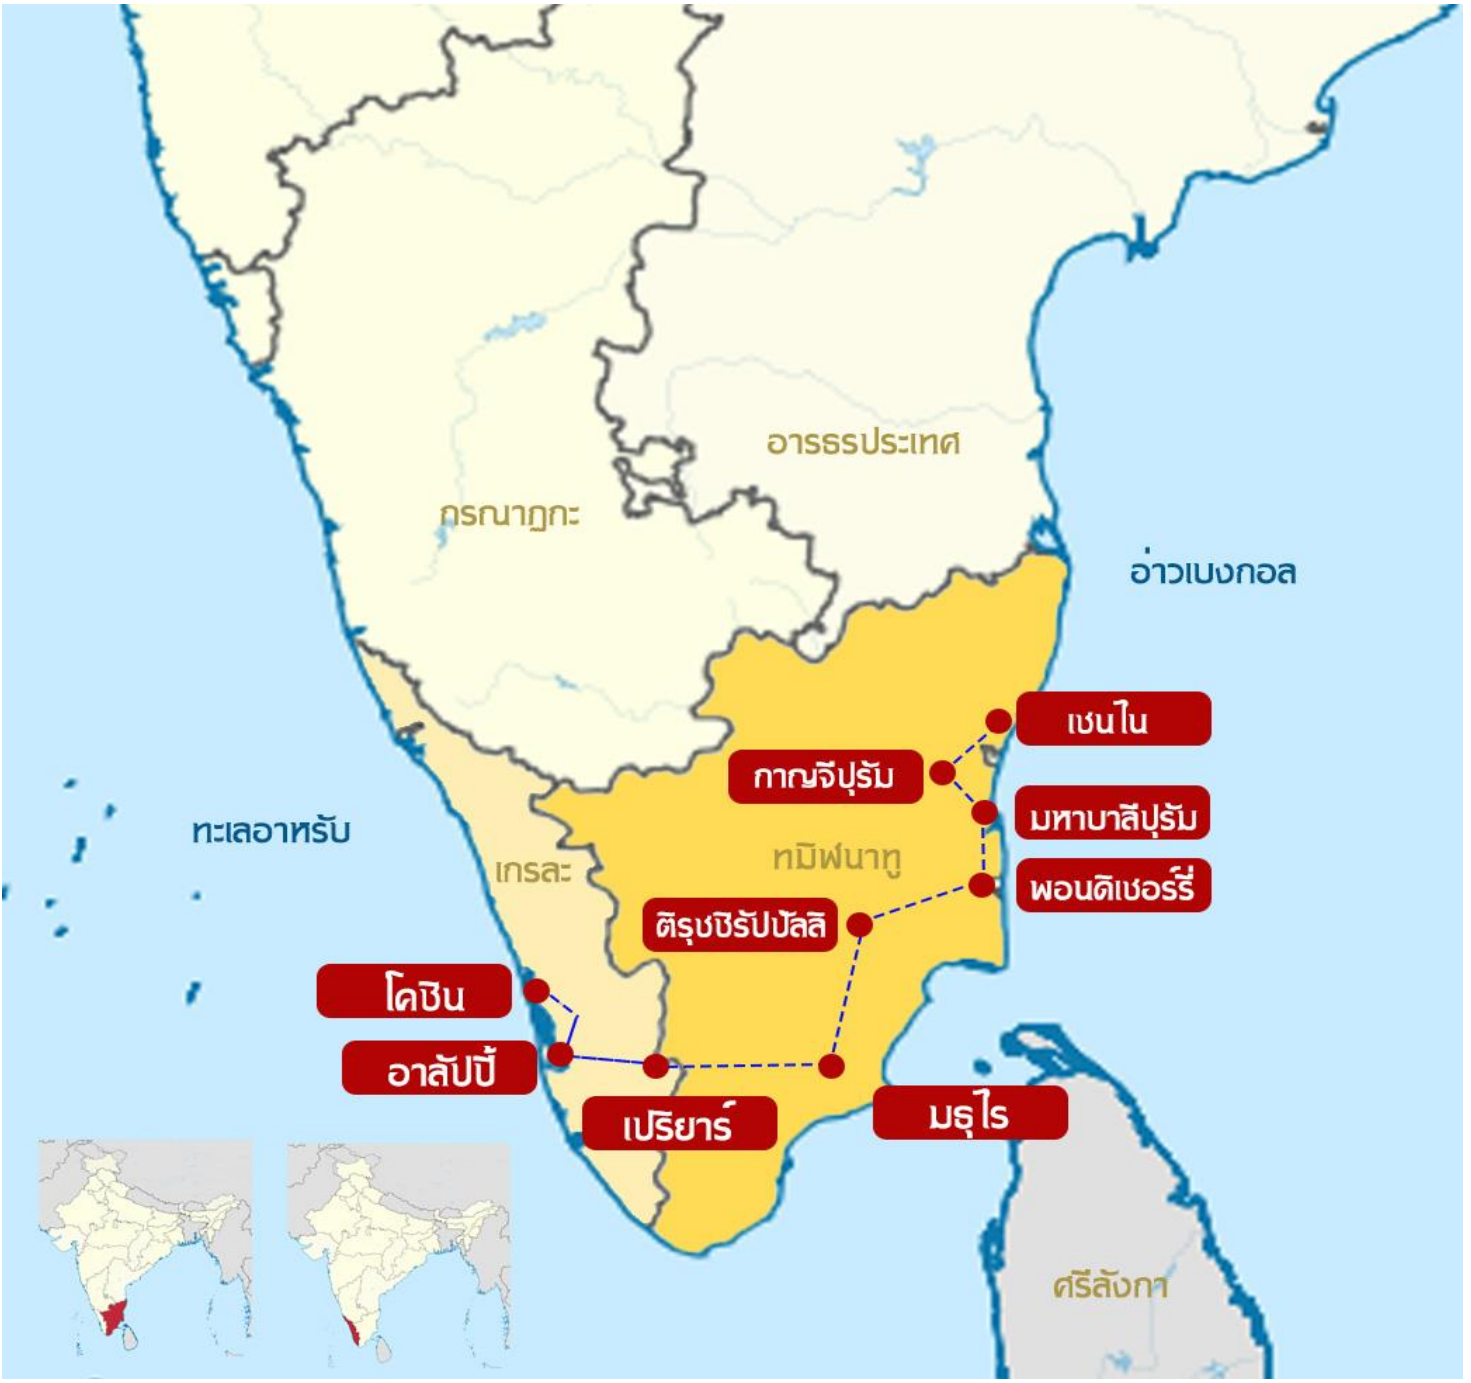 อารธรประเทศ
กรณาฏกะ
อ่าวเบงกอล
เชนไน
กาญจีปุรัม
มหาบาลีปุรัม
ทะเลอาหรับ
เกรละ
ทมิฬนาทู
พอนดิเชอร์รี่
ติรุชชิรัปปัลลิ
โคชิน
อาลัปปี้
เปริยาร์
มธุไร
ศรีลังกา